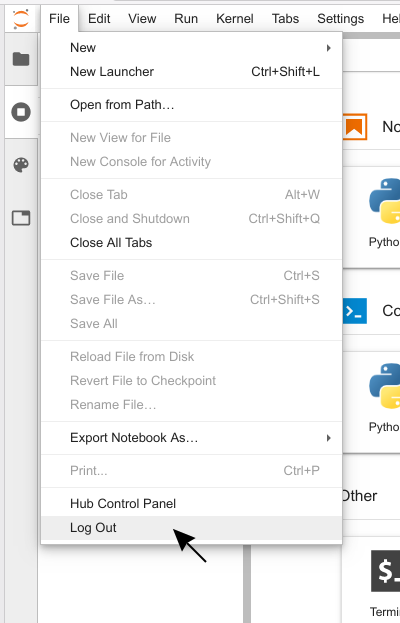 File Edit View Run Kernel Tabs Settings Hel
New
New Launcher Ctrl+Shift+L
Open from Path…
New View for File
New Console for Activity
Close Tab Alt+W
Close and Shutdown Ctrl+Shift+Q
Close All Tabs
Save File Ctrl+S
Save File As… Ctrl+Shift+S
Save All
Reload File from Disk
Revert File to Checkpoint
Rename File…
Export Notebook As…
Print... Ctrl+P
Hub Control Panel
Log Out
No
Pytho
Co
Pytho
Other
$_
Termin